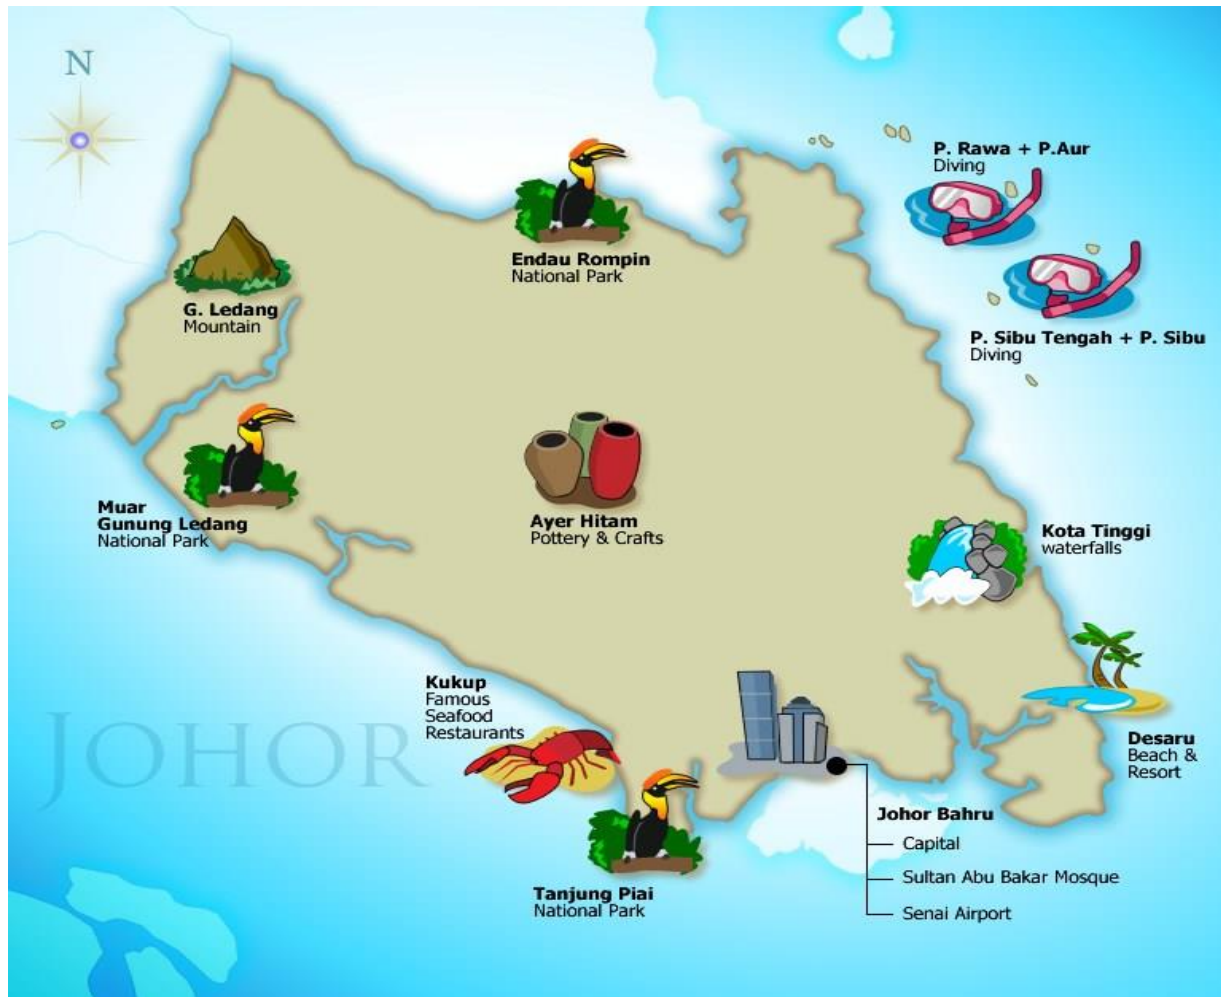 N
P. Rawa + P.Aur
Diving
Endau Rompin
National Park
G. Ledang
Mountain
P. Sibu Tengah + P. Sibu
Diving
Muar
Gunung Ledang
National Park
Ayer Hitam
Pottery & Crafts
Kota Tinggi
waterfalls
Kukup
Famous
Seafood
Restaurants
JOHOR
Desaru
Beach &
Resort
Johor Bahru
Capital
Sultan Abu Bakar Mosque
Senai Airport
Tanjung Piai
National Park